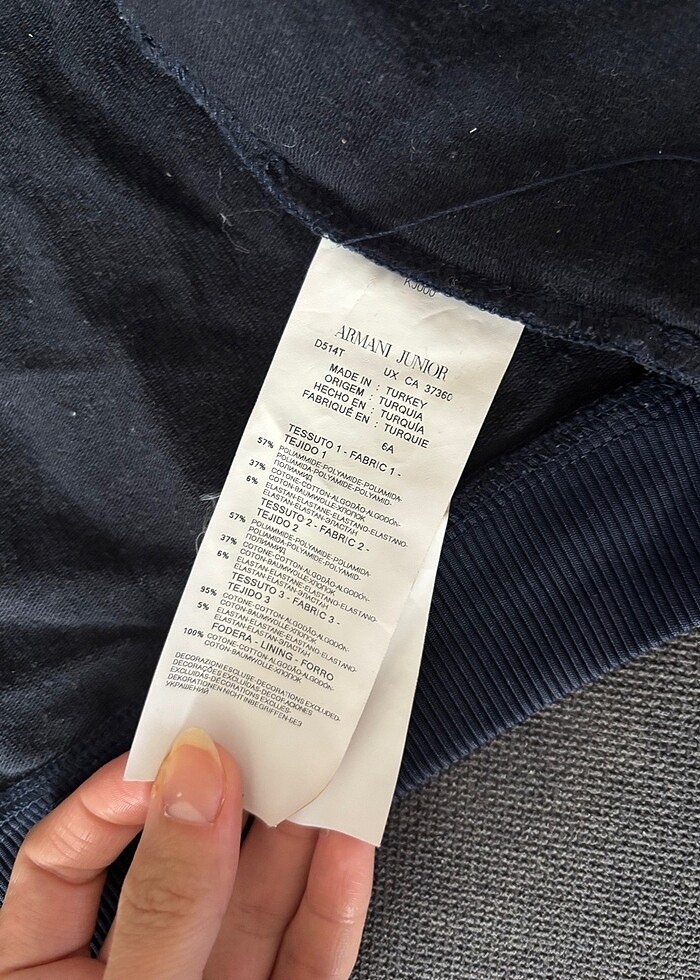 ARMANI JUNIOR
D514T UX CA 37360
MADE IN : TURKEY
ORIGEM : TURQUIA
HECHO EN : TURQUÍA
FABRIQUÉ EN : TURQUIE
6A
TESSUTO 1 - FABRIC 1 -
TEJIDO 1
57% POLIAMMIDE-POLYAMIDE-POLIAMIDA-
POLIAMIDA-POLYAMIDE-POLYAMID-
ПОЛИАМИД
37% COTONE-COTTON-ALGODÃO-ALGODÓN-
COTON-BAUMWOLLE-ХЛОПОК
6% ELASTAN-ELASTANE-ELASTANO-ELASTANO-
ELASTAN-ELASTAN-ЭЛАСТАН
TESSUTO 2 - FABRIC 2 -
TEJIDO 2
57% POLIAMMIDE-POLYAMIDE-POLIAMIDA-
POLIAMIDA-POLYAMIDE-POLYAMID-
ПОЛИАМИД
37% COTONE-COTTON-ALGODÃO-ALGODÓN-
COTON-BAUMWOLLE-ХЛОПОК
6% ELASTAN-ELASTANE-ELASTANO-ELASTANO-
ELASTAN-ELASTAN-ЭЛАСТАН
TESSUTO 3 - FABRIC 3 -
TEJIDO 3
95% COTONE-COTTON-ALGODÃO-ALGODÓN-
COTON-BAUMWOLLE-ХЛОПОК
5% ELASTAN-ELASTANE-ELASTANO-ELASTANO-
ELASTAN-ELASTAN-ЭЛАСТАН
FODERA - LINING - FORRO
100% COTONE-COTTON-ALGODÃO-ALGODÓN-
COTON-BAUMWOLLE-ХЛОПОК
DECORAZIONI ESCLUSE-DECORATIONS EXCLUDED-
DECORAÇÕES EXCLUÍDAS-DECORACIONES
EXCLUIDAS-DÉCORATIONS EXCLUES-
DEKORATIONEN NICHT INBEGRIFFEN-БЕЗ
УКРАШЕНИЙ